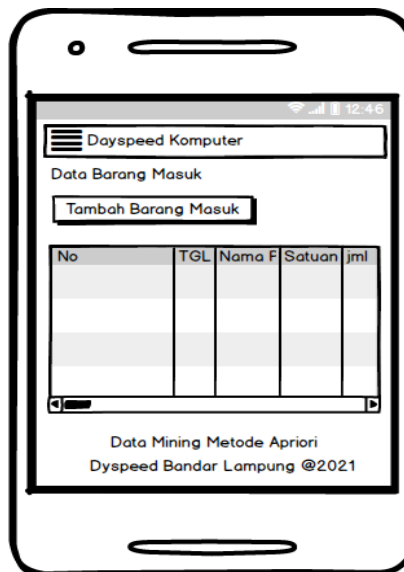 12:46
Dayspeed Komputer
Data Barang Masuk
Tambah Barang Masuk
No TGL Nama F Satuan jml
Data Mining Metode Apriori
Dyspeed Bandar Lampung @2021